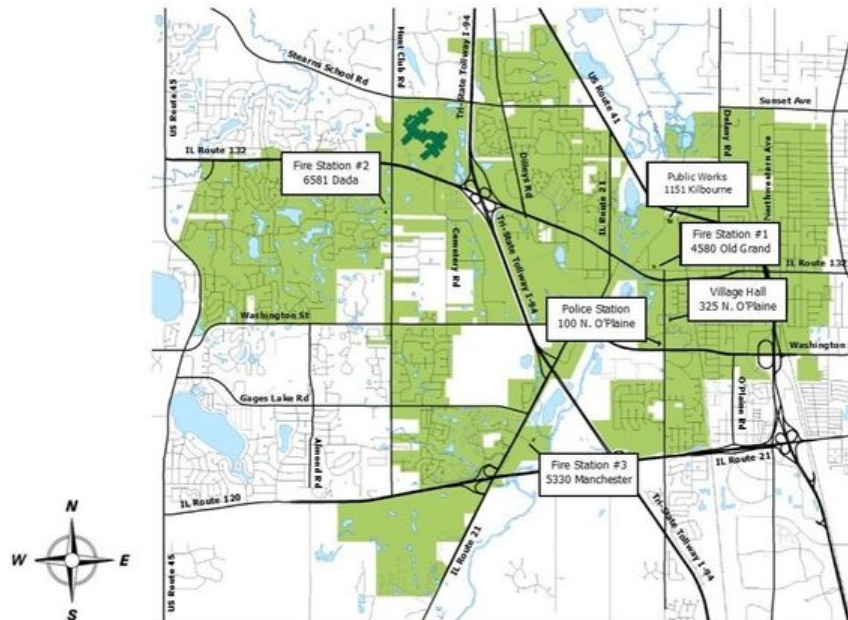 Hunt Club Rd
Tri-State Tollway I-94
Stearns School Rd
US Route 45
US Route 41
Sunset Ave
Delany Rd
Northwestern Ave
IL Route 132
Fire Station #2
6581 Dada
Dilleys Rd
IL Route 21
Public Works
1151 Kilbourne
Fire Station #1
4580 Old Grand
IL Route 132
Cemetery Rd
Tri-State Tollway I-94
Village Hall
325 N. O'Plaine
Police Station
100 N. O'Plaine
Washington St
Washington S
Gages Lake Rd
O'Plaine Rd
Almond Rd
Fire Station #3
5330 Manchester
IL Route 21
IL Route 120
Tri-State Tollway I-94
IL Route 21
US Route 45
N
W
E
S